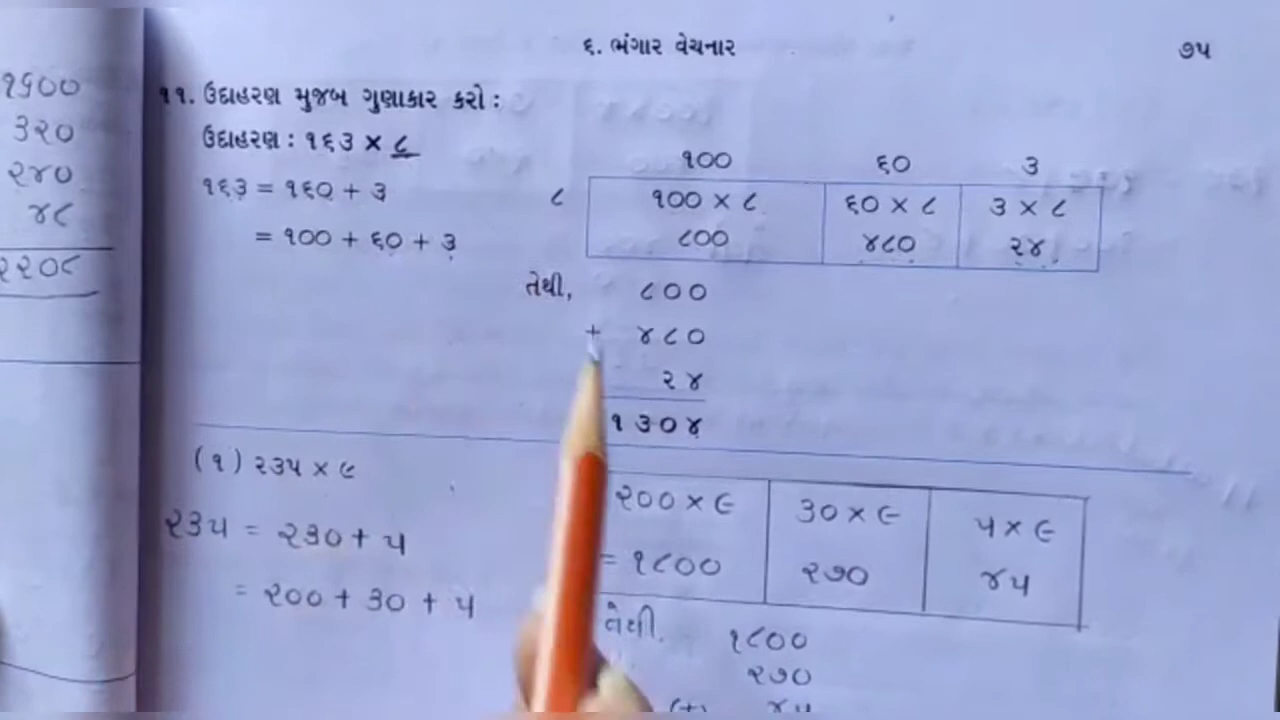 ૧૬૦૦
૩૨૦
૨૪૦
૪૮
૨૨૦૮
૬. ભંગાર વેચનાર
૭૫
૧૧. ઉદાહરણ મુજબ ગુણાકાર કરો :
ઉદાહરણ : ૧૬૩ × ૮
૧૬૩ = ૧૬૦ + ૩
= ૧૦૦ + ૬૦ + ૩
૧૦૦ ૬૦ ૩
૮ ૧૦૦ × ૮ ૬૦ × ૮ ૩ × ૮
૮૦૦ ૪૮૦ ૨૪
તેથી, ૮૦૦
+ ૪૮૦
૨૪
૧૩૦૪
(૧) ૨૩૫ × ૯
૨૩૫ = ૨૩૦ + ૫
= ૨૦૦ + ૩૦ + ૫
૨૦૦ × ૯ ૩૦ × ૯ ૫ × ૯
= ૧૮૦૦ ૨૭૦ ૪૫
તેથી, ૧૮૦૦
૨૭૦
(+) ૪૫